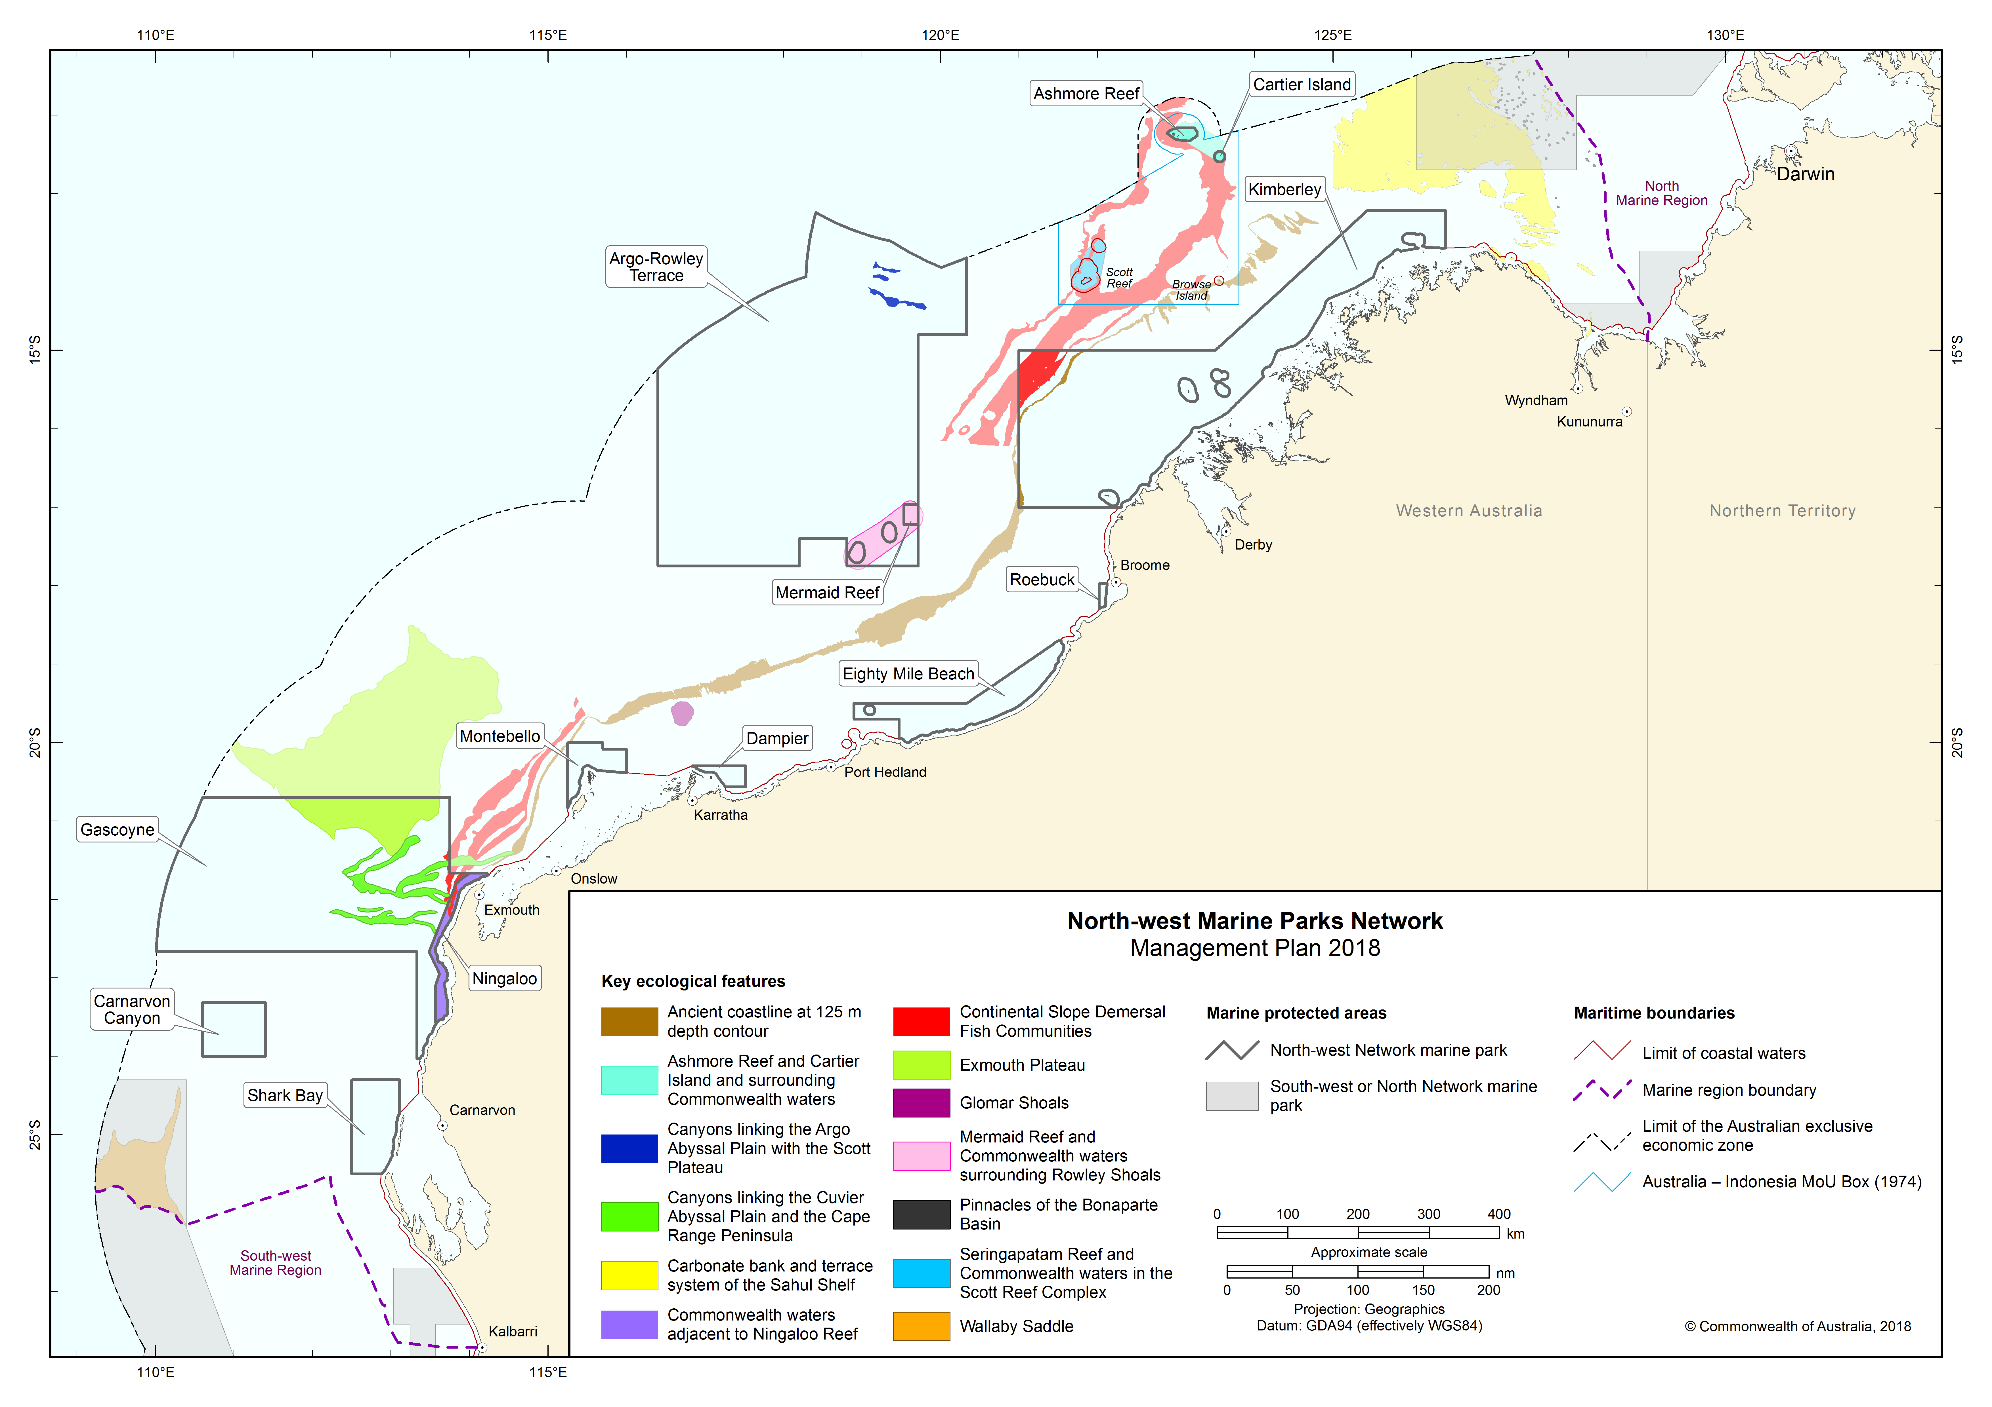 110°E
115°E
120°E
125°E
130°E
Ashmore Reef
Cartier Island
Darwin
Kimberley
North
Marine Region
Argo-Rowley
Terrace
Scott
Reef
Browse
Island
15°S
15°S
Wyndham
Kununurra
Western Australia
Northern Territory
Derby
Broome
Roebuck
Mermaid Reef
Eighty Mile Beach
Montebello
Dampier
20°S
20°S
Port Hedland
Karratha
Gascoyne
Onslow
Exmouth
Ningaloo
Carnarvon
Canyon
Shark Bay
Carnarvon
25°S
South-west
Marine Region
Kalbarri
110°E
115°E
North-west Marine Parks Network
Management Plan 2018
Key ecological features
Ancient coastline at 125 m
depth contour
Ashmore Reef and Cartier
Island and surrounding
Commonwealth waters
Canyons linking the Argo
Abyssal Plain with the Scott
Plateau
Canyons linking the Cuvier
Abyssal Plain and the Cape
Range Peninsula
Carbonate bank and terrace
system of the Sahul Shelf
Commonwealth waters
adjacent to Ningaloo Reef
Continental Slope Demersal
Fish Communities
Exmouth Plateau
Glomar Shoals
Mermaid Reef and
Commonwealth waters
surrounding Rowley Shoals
Pinnacles of the Bonaparte
Basin
Seringapatam Reef and
Commonwealth waters in the
Scott Reef Complex
Wallaby Saddle
Marine protected areas
North-west Network marine park
South-west or North Network marine
park
0 100 200 300 400
km
Approximate scale
nm
0 50 100 150 200
Projection: Geographics
Datum: GDA94 (effectively WGS84)
Maritime boundaries
Limit of coastal waters
Marine region boundary
Limit of the Australian exclusive
economic zone
Australia – Indonesia MoU Box (1974)
© Commonwealth of Australia, 2018